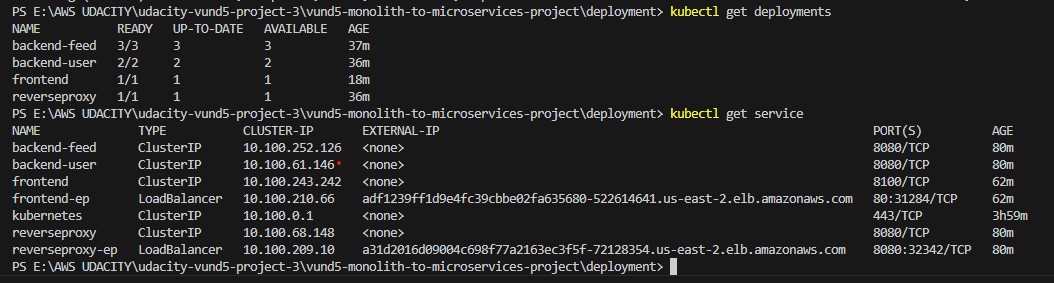 PS E:\AWS UDACITY\udacity-vund5-project-3\vund5-monolith-to-microservices-project\deployment> kubectl get deployments
NAME READY UP-TO-DATE AVAILABLE AGE
backend-feed 3/3 3 3 37m
backend-user 2/2 2 2 36m
frontend 1/1 1 1 18m
reverseproxy 1/1 1 1 36m
PS E:\AWS UDACITY\udacity-vund5-project-3\vund5-monolith-to-microservices-project\deployment> kubectl get service
NAME TYPE CLUSTER-IP EXTERNAL-IP PORT(S) AGE
backend-feed ClusterIP 10.100.252.126 <none> 8080/TCP 80m
backend-user ClusterIP 10.100.61.146 <none> 8080/TCP 80m
frontend ClusterIP 10.100.243.242 <none> 8100/TCP 62m
frontend-ep LoadBalancer 10.100.210.66 adf1239ff1d9e4fc39cbbe02fa635680-522614641.us-east-2.elb.amazonaws.com 80:31284/TCP 62m
kubernetes ClusterIP 10.100.0.1 <none> 443/TCP 3h59m
reverseproxy ClusterIP 10.100.68.148 <none> 8080/TCP 80m
reverseproxy-ep LoadBalancer 10.100.209.10 a31d2016d09004c698f77a2163ec3f5f-72128354.us-east-2.elb.amazonaws.com 8080:32342/TCP 80m
PS E:\AWS UDACITY\udacity-vund5-project-3\vund5-monolith-to-microservices-project\deployment>